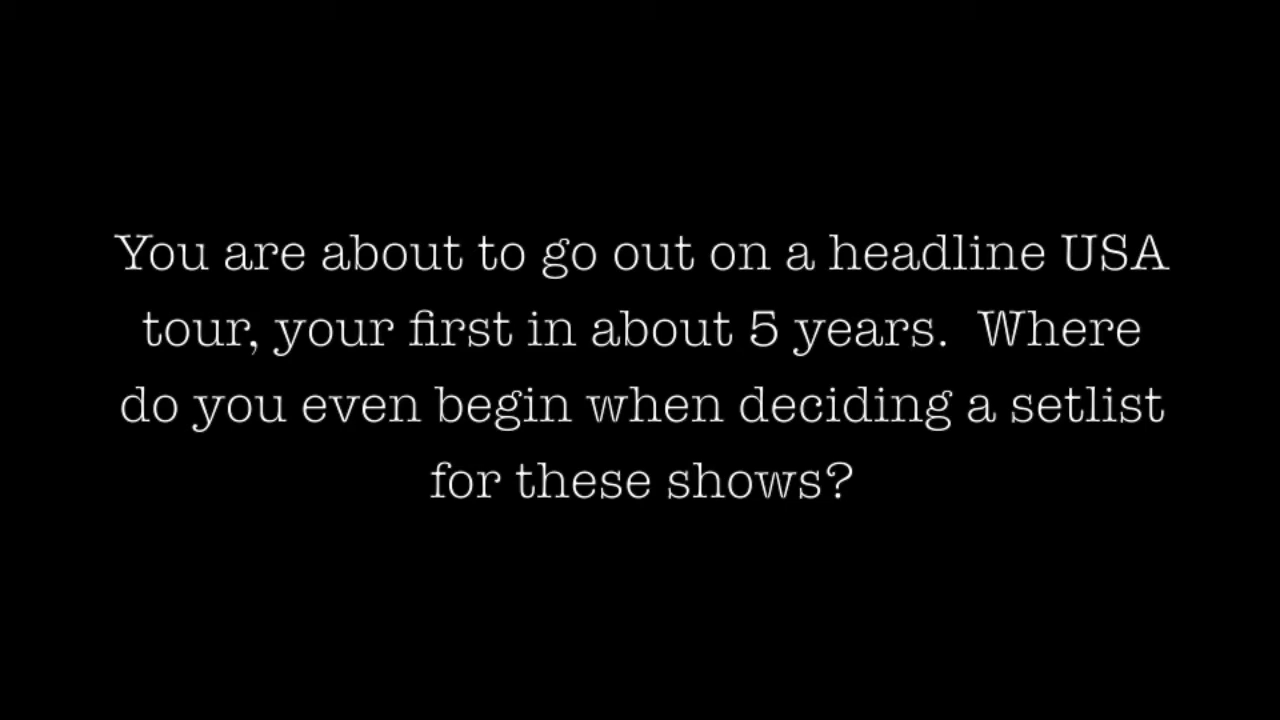 You are about to go out on a headline USA
tour, your first in about 5 years.  Where
do you even begin when deciding a setlist
for these shows?